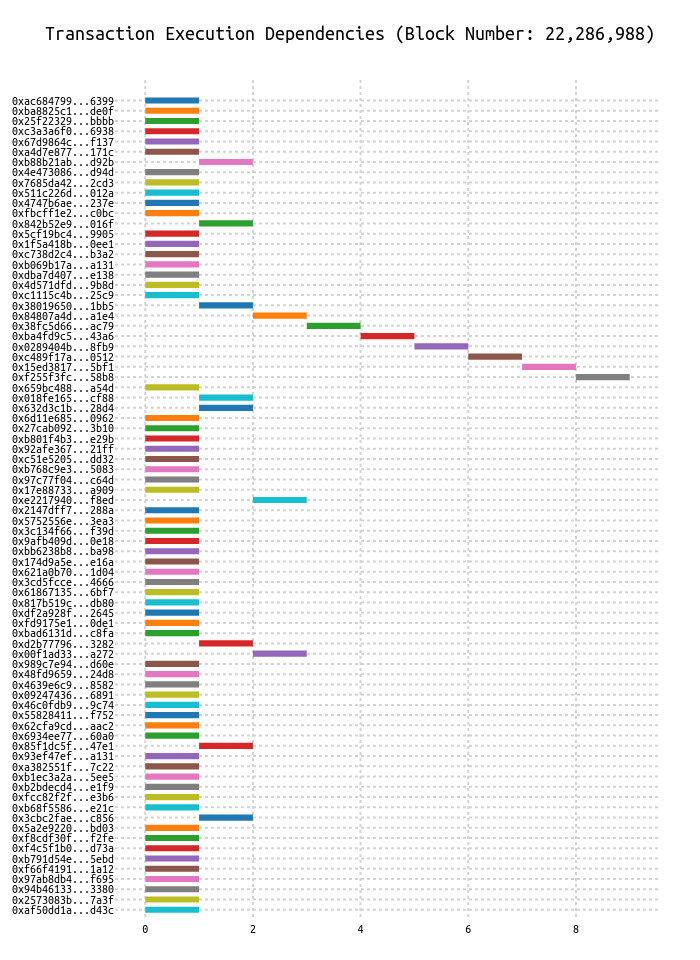 Transaction Execution Dependencies (Block Number: 22,286,988)
0xac684799...6399
0xba8825c1...de0f
0x25f22329...bbbb
0xc3a3a6f0...6938
0x67d9864c...f137
0xa4d7e877...171c
0xb88b21ab...d92b
0x4e473086...d94d
0x7685da42...2cd3
0x511c226d...012a
0x4747b6ae...237e
0xfbcff1e2...c0bc
0x842b52e9...016f
0x5cf19bc4...9905
0x1f5a418b...0ee1
0xc738d2c4...b3a2
0xb069b17a...a131
0xdba7d407...e138
0x4d571dfd...9b8d
0xc1115c4b...25c9
0x38019650...1bb5
0x84807a4d...a1e4
0x38fc5d66...ac79
0xba4fd9c5...43a6
0x0289404b...8fb9
0xc489f17a...0512
0x15ed3817...5bf1
0xf255f3fc...58b8
0x659bc488...a54d
0x018fe165...cf88
0x632d3c1b...28d4
0x6d11e685...0962
0x27cab092...3b10
0xb801f4b3...e29b
0x92afe367...21ff
0xc51e5205...dd32
0xb768c9e3...5083
0x97c77f04...c64d
0x17e88733...a909
0xe2217940...f8ed
0x2147dff7...288a
0x5752556e...3ea3
0x3c134f66...f39d
0x9afb409d...0e18
0xbb6238b8...ba98
0x174d9a5e...e16a
0x621a0b70...1d04
0x3cd5fcce...4666
0x61867135...6bf7
0x817b519c...db80
0xdf2a928f...2645
0xfd9175e1...0de1
0xbad6131d...c8fa
0xd2b77796...3282
0x00f1ad33...a272
0x989c7e94...d60e
0x48fd9659...24d8
0x4639e6c9...8582
0x09247436...6891
0x46c0fdb9...9c74
0x55828411...f752
0x62cfa9cd...aac2
0x6934ee77...60a0
0x85f1dc5f...47e1
0x93ef47ef...a131
0xa382551f...7c22
0xb1ec3a2a...5ee5
0xb2bdecd4...e1f9
0xfcc82f2f...e3b6
0xb68f5586...e21c
0x3cbc2fae...c856
0x5a2e9220...bd03
0xf8cdf30f...f2fe
0xf4c5f1b0...d73a
0xb791d54e...5ebd
0xf66f4191...1a12
0x97ab8db4...f695
0x94b46133...3380
0x2573083b...7a3f
0xaf50dd1a...d43c
0 2 4 6 8